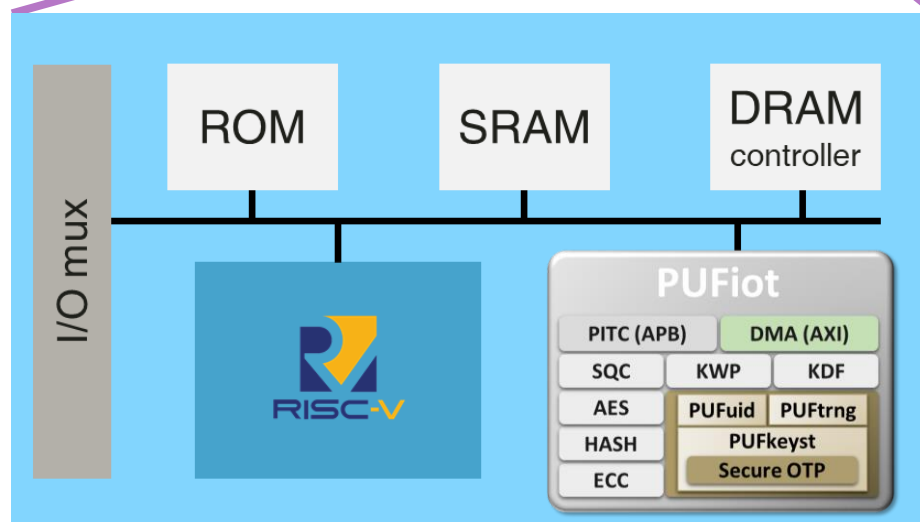 I/O mux
ROM
SRAM
DRAM
controller
RISC-V
PUFiot
PITC (APB)
DMA (AXI)
SQC
KWP
KDF
AES
PUFuid
PUFtrng
HASH
PUFkeyst
ECC
Secure OTP